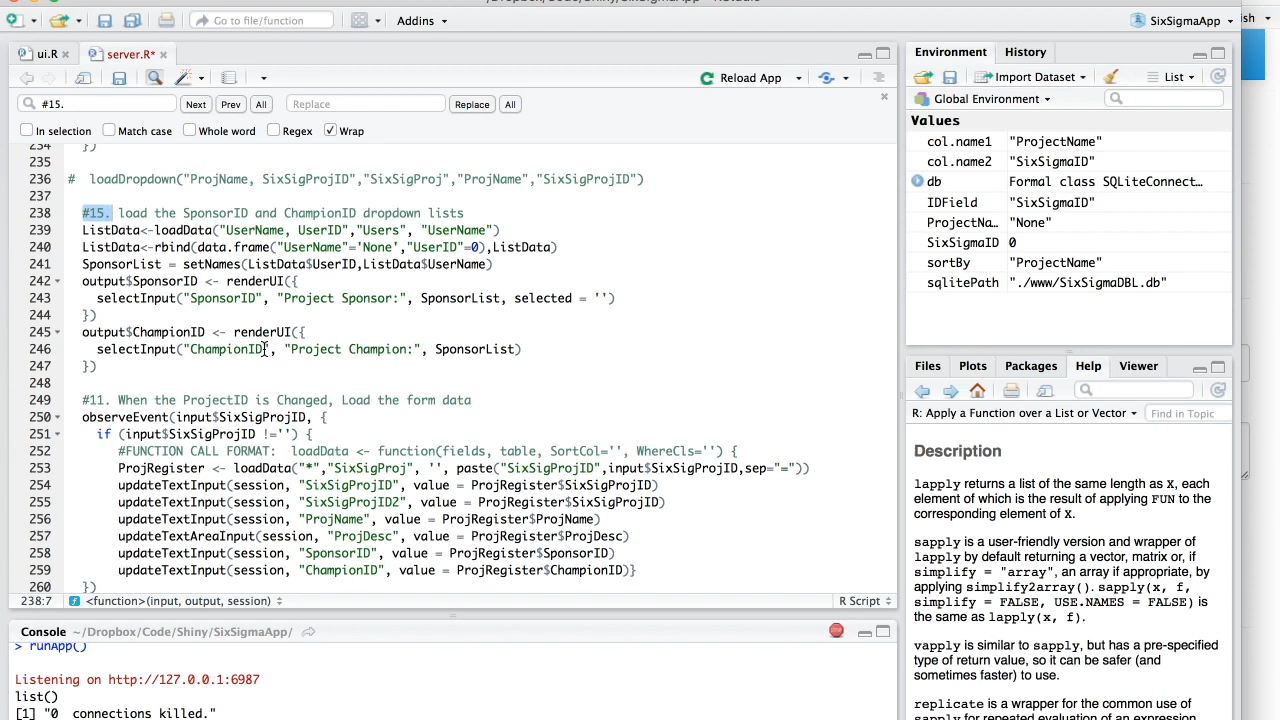 /Dropbox/Code/Shiny/SixSigmaApp
Go to file/function
Addins
SixSigmaApp
sh
ui.R
server.R*
Reload App
#15.
Next
Prev
All
Replace
Replace
All
In selection
Match case
Whole word
Regex
Wrap
234 })
235
236 # loadDropdown("ProjName, SixSigProjID","SixSigProj","ProjName","SixSigProjID")
237
238 #15. load the SponsorID and ChampionID dropdown lists
239 ListData<-loadData("UserName, UserID","Users", "UserName")
240 ListData<-rbind(data.frame("UserName"='None',"UserID"=0),ListData)
241 SponsorList = setNames(ListData$UserID,ListData$UserName)
242 output$SponsorID <- renderUI({
243 selectInput("SponsorID", "Project Sponsor:", SponsorList, selected = '')
244 })
245 output$ChampionID <- renderUI({
246 selectInput("ChampionID", "Project Champion:", SponsorList)
247 })
248
249 #11. When the ProjectID is Changed, Load the form data
250 observeEvent(input$SixSigProjID, {
251 if (input$SixSigProjID !='') {
252 #FUNCTION CALL FORMAT: loadData <- function(fields, table, SortCol='', WhereCls='') {
253 ProjRegister <- loadData("*","SixSigProj", '', paste("SixSigProjID",input$SixSigProjID,sep="="))
254 updateTextInput(session, "SixSigProjID", value = ProjRegister$SixSigProjID)
255 updateTextInput(session, "SixSigProjID2", value = ProjRegister$SixSigProjID)
256 updateTextInput(session, "ProjName", value = ProjRegister$ProjName)
257 updateTextAreaInput(session, "ProjDesc", value = ProjRegister$ProjDesc)
258 updateTextInput(session, "SponsorID", value = ProjRegister$SponsorID)
259 updateTextInput(session, "ChampionID", value = ProjRegister$ChampionID)}
260 })
238:7
<function>(input, output, session)
R Script
Console ~/Dropbox/Code/Shiny/SixSigmaApp/
> runApp()
Listening on http://127.0.0.1:6987
list()
[1] "0 connections killed."
Environment
History
Import Dataset
List
Global Environment
Values
col.name1 "ProjectName"
col.name2 "SixSigmaID"
db Formal class SQLiteConnect…
IDField "SixSigmaID"
ProjectNa… "None"
SixSigmaID 0
sortBy "ProjectName"
sqlitePath "./www/SixSigmaDBL.db"
Files
Plots
Packages
Help
Viewer
R: Apply a Function over a List or Vector
Find in Topic
Description
lapply returns a list of the same length as X, each
element of which is the result of applying FUN to the
corresponding element of X.
sapply is a user-friendly version and wrapper of
lapply by default returning a vector, matrix or, if
simplify = "array", an array if appropriate, by
applying simplify2array(). sapply(x, f,
simplify = FALSE, USE.NAMES = FALSE) is
the same as lapply(x, f).
vapply is similar to sapply, but has a pre-specified
type of return value, so it can be safer (and
sometimes faster) to use.
replicate is a wrapper for the common use of
sapply for repeated evaluation of an expression